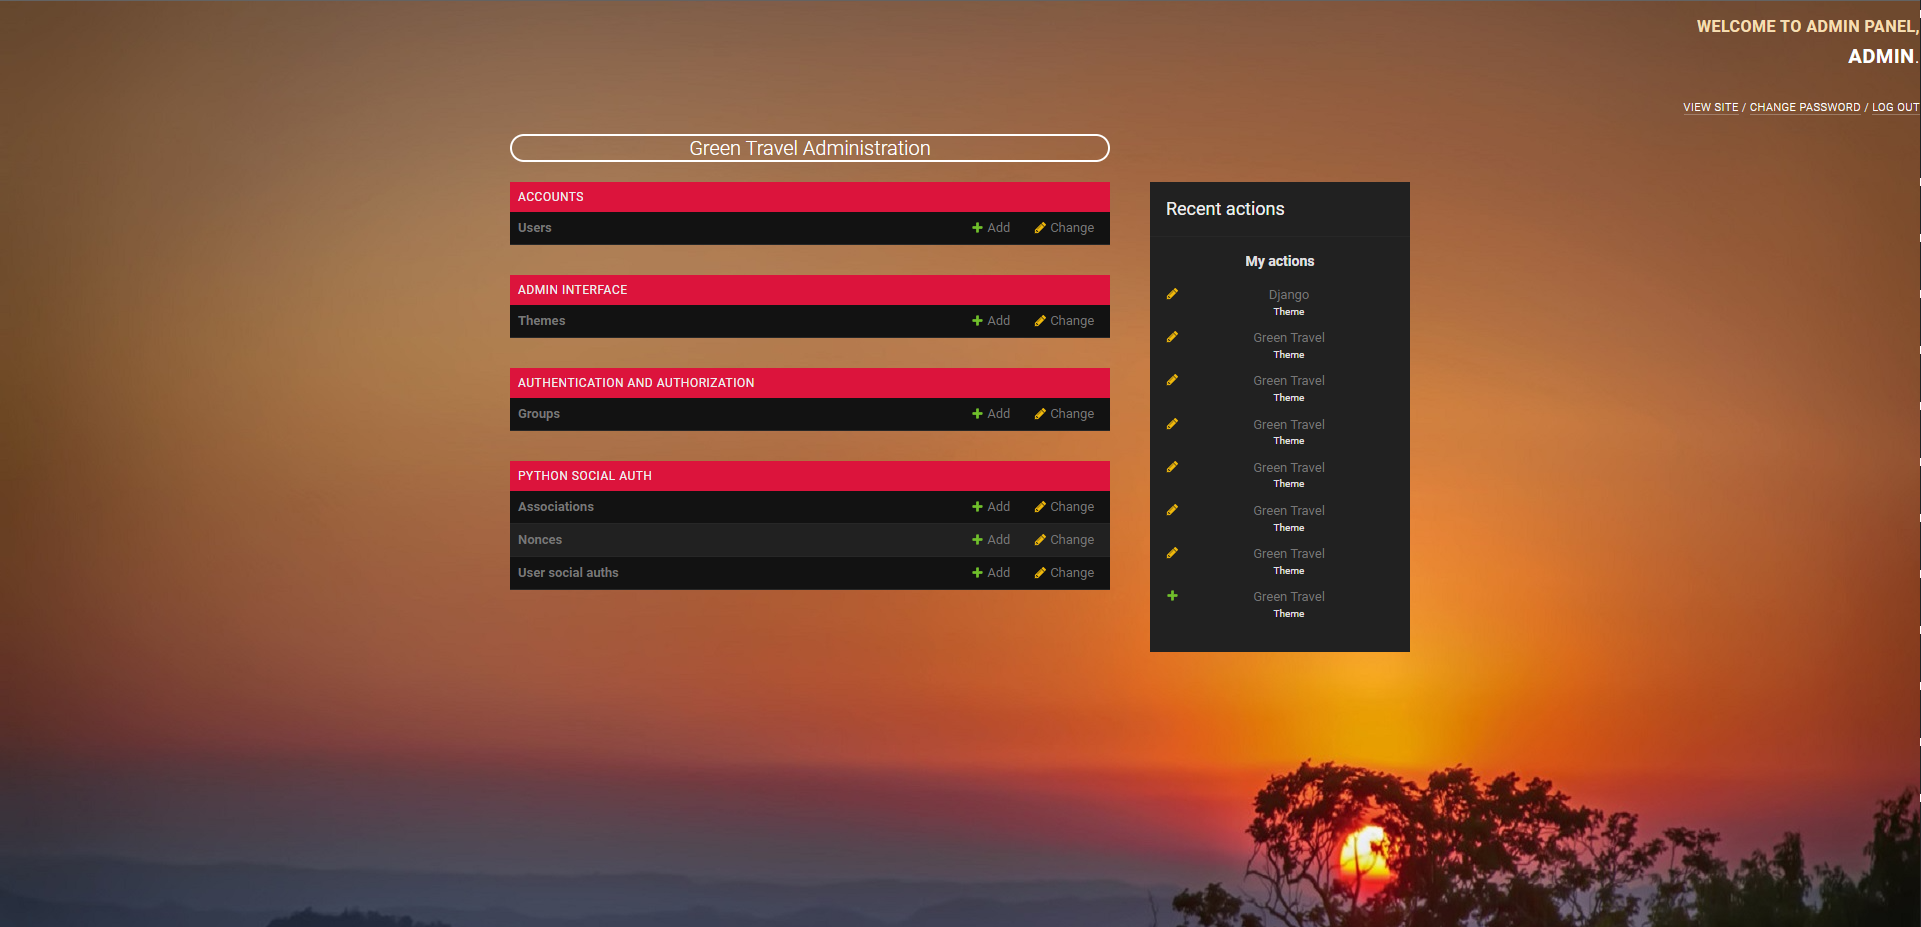 WELCOME TO ADMIN PANEL,
ADMIN.
VIEW SITE / CHANGE PASSWORD / LOG OUT
Green Travel Administration
ACCOUNTS
Users Add Change
ADMIN INTERFACE
Themes Add Change
AUTHENTICATION AND AUTHORIZATION
Groups Add Change
PYTHON SOCIAL AUTH
Associations Add Change
Nonces Add Change
User social auths Add Change
Recent actions
My actions
Django
Theme
Green Travel
Theme
Green Travel
Theme
Green Travel
Theme
Green Travel
Theme
Green Travel
Theme
Green Travel
Theme
Green Travel
Theme